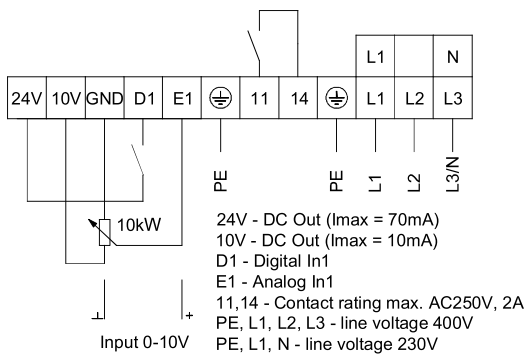 L1 N
24V 10V GND D1 E1 11 14 L1 L2 L3
PE PE L1 L2 L3/N
10kW
24V - DC Out (Imax = 70mA)
10V - DC Out (Imax = 10mA)
D1 - Digital In1
E1 - Analog In1
11,14 - Contact rating max. AC250V, 2A
PE, L1, L2, L3 - line voltage 400V
PE, L1, N - line voltage 230V
⊥ +
Input 0-10V